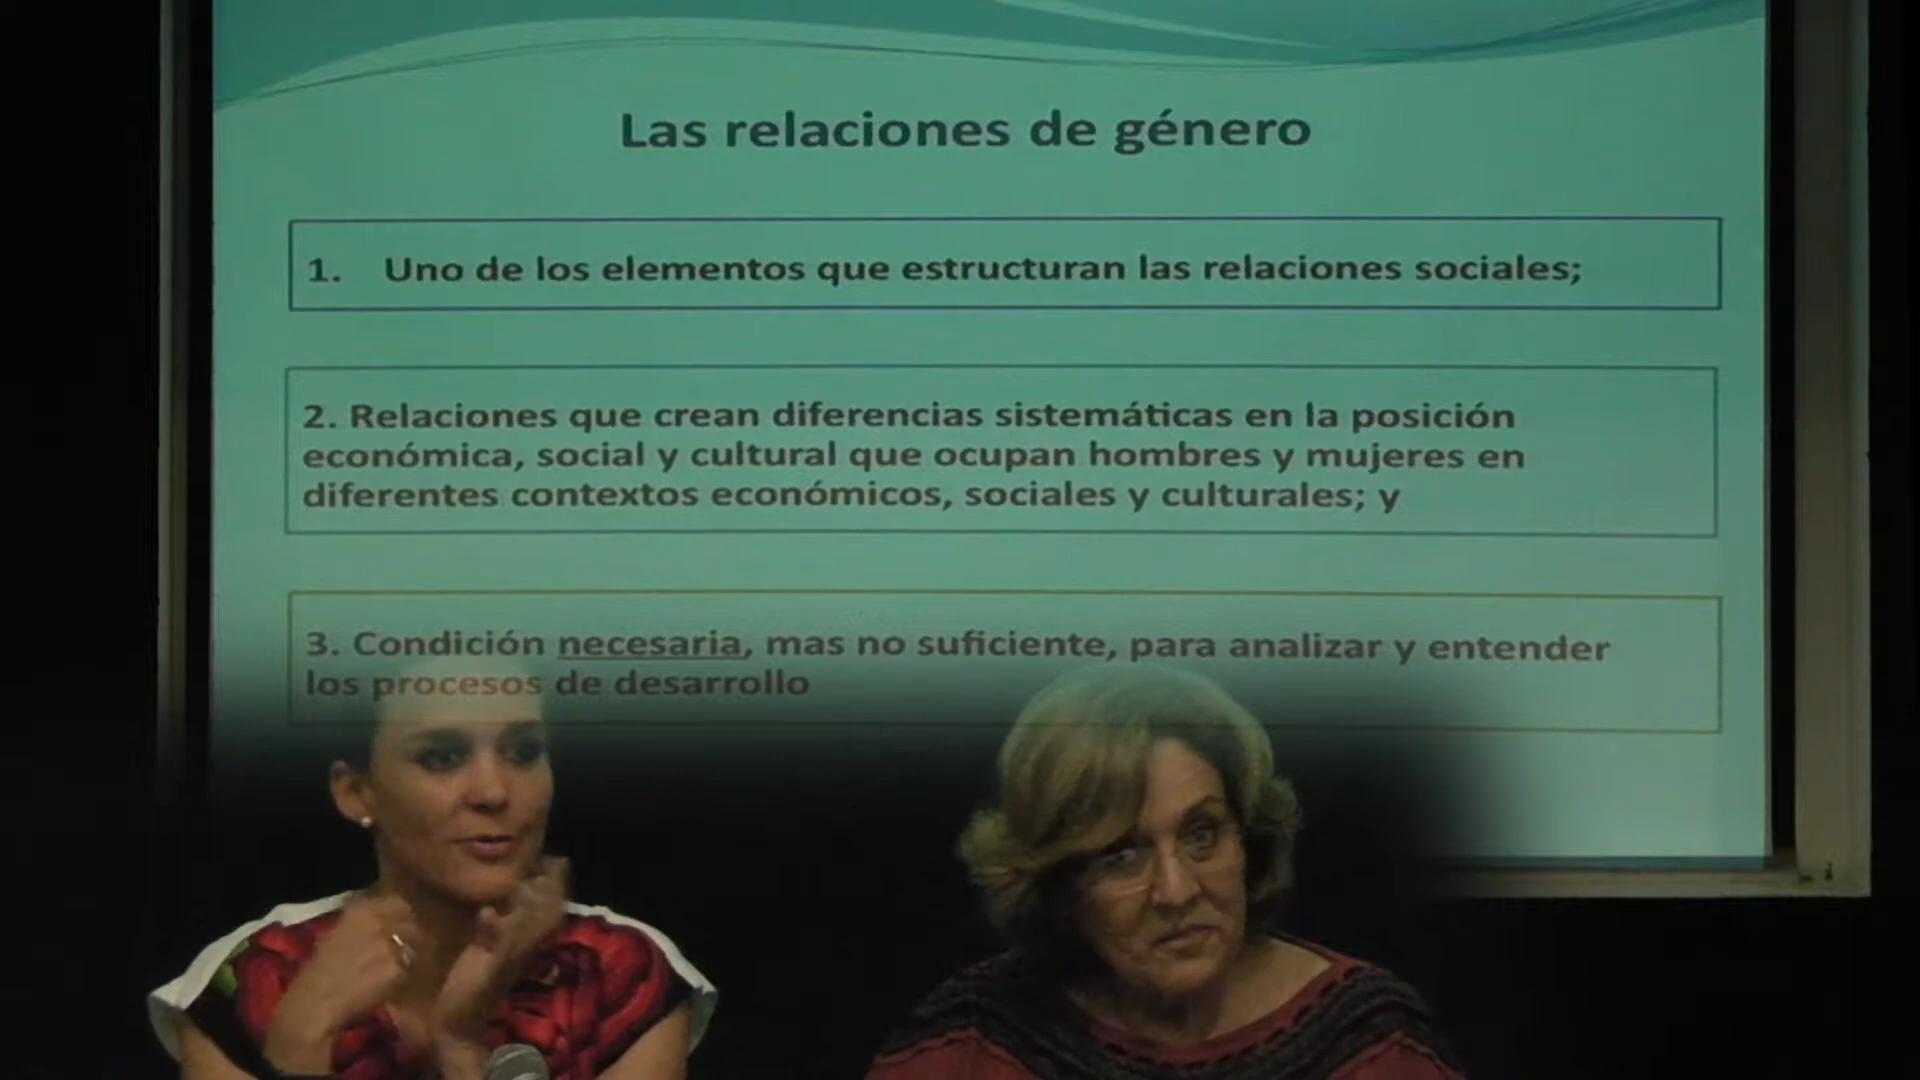 Las relaciones de género
1. Uno de los elementos que estructuran las relaciones sociales;
2. Relaciones que crean diferencias sistemáticas en la posición
económica, social y cultural que ocupan hombres y mujeres en
diferentes contextos económicos, sociales y culturales; y
3. Condición necesaria, mas no suficiente, para analizar y entender
los procesos de desarrollo